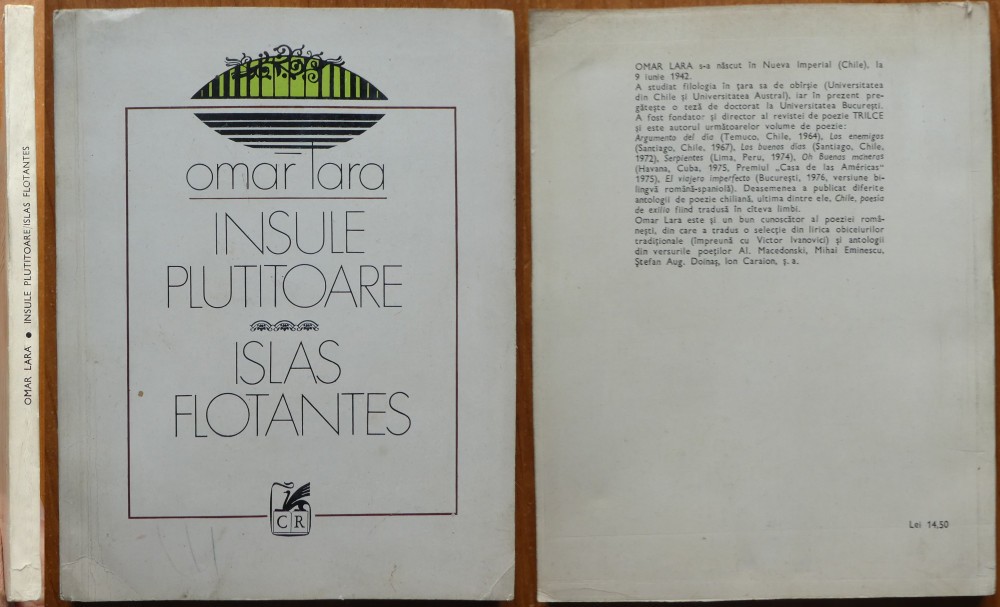 OMAR LARA • INSULE PLUTITOARE/ISLAS FLOTANTES
omar lara
INSULE
PLUTITOARE
ISLAS
FLOTANTES
C R
OMAR LARA s-a născut în Nueva Imperial (Chile), la
9 iunie 1942.
A studiat filologia în țara sa de obîrșie (Universitatea
din Chile și Universitatea Austral), iar în prezent pre-
gătește o teză de doctorat la Universitatea București.
A fost fondator și director al revistei de poezie TRILCE
și este autorul următoarelor volume de poezie:
Argumento del día (Temuco, Chile, 1964), Los enemigos
(Santiago, Chile, 1967), Los buenos días (Santiago, Chile,
1972), Serpientes (Lima, Peru, 1974), Oh Buenas maneras
(Havana, Cuba, 1975, Premiul „Casa de las Américas"
1975), El viajero imperfecto (București, 1976, versiune bi-
lingvă română-spaniolă). Deasemenea a publicat diferite
antologii de poezie chiliană, ultima dintre ele, Chile, poesía
de exilio fiind tradusă în cîteva limbi.
Omar Lara este și un bun cunoscător al poeziei româ-
nești, din care a tradus o selecție din lirica obiceiurilor
tradiționale (împreună cu Victor Ivanovici) și antologii
din versurile poeților Al. Macedonski, Mihai Eminescu,
Ștefan Aug. Doinaș, Ion Caraion, ș. a.
Lei 14,50